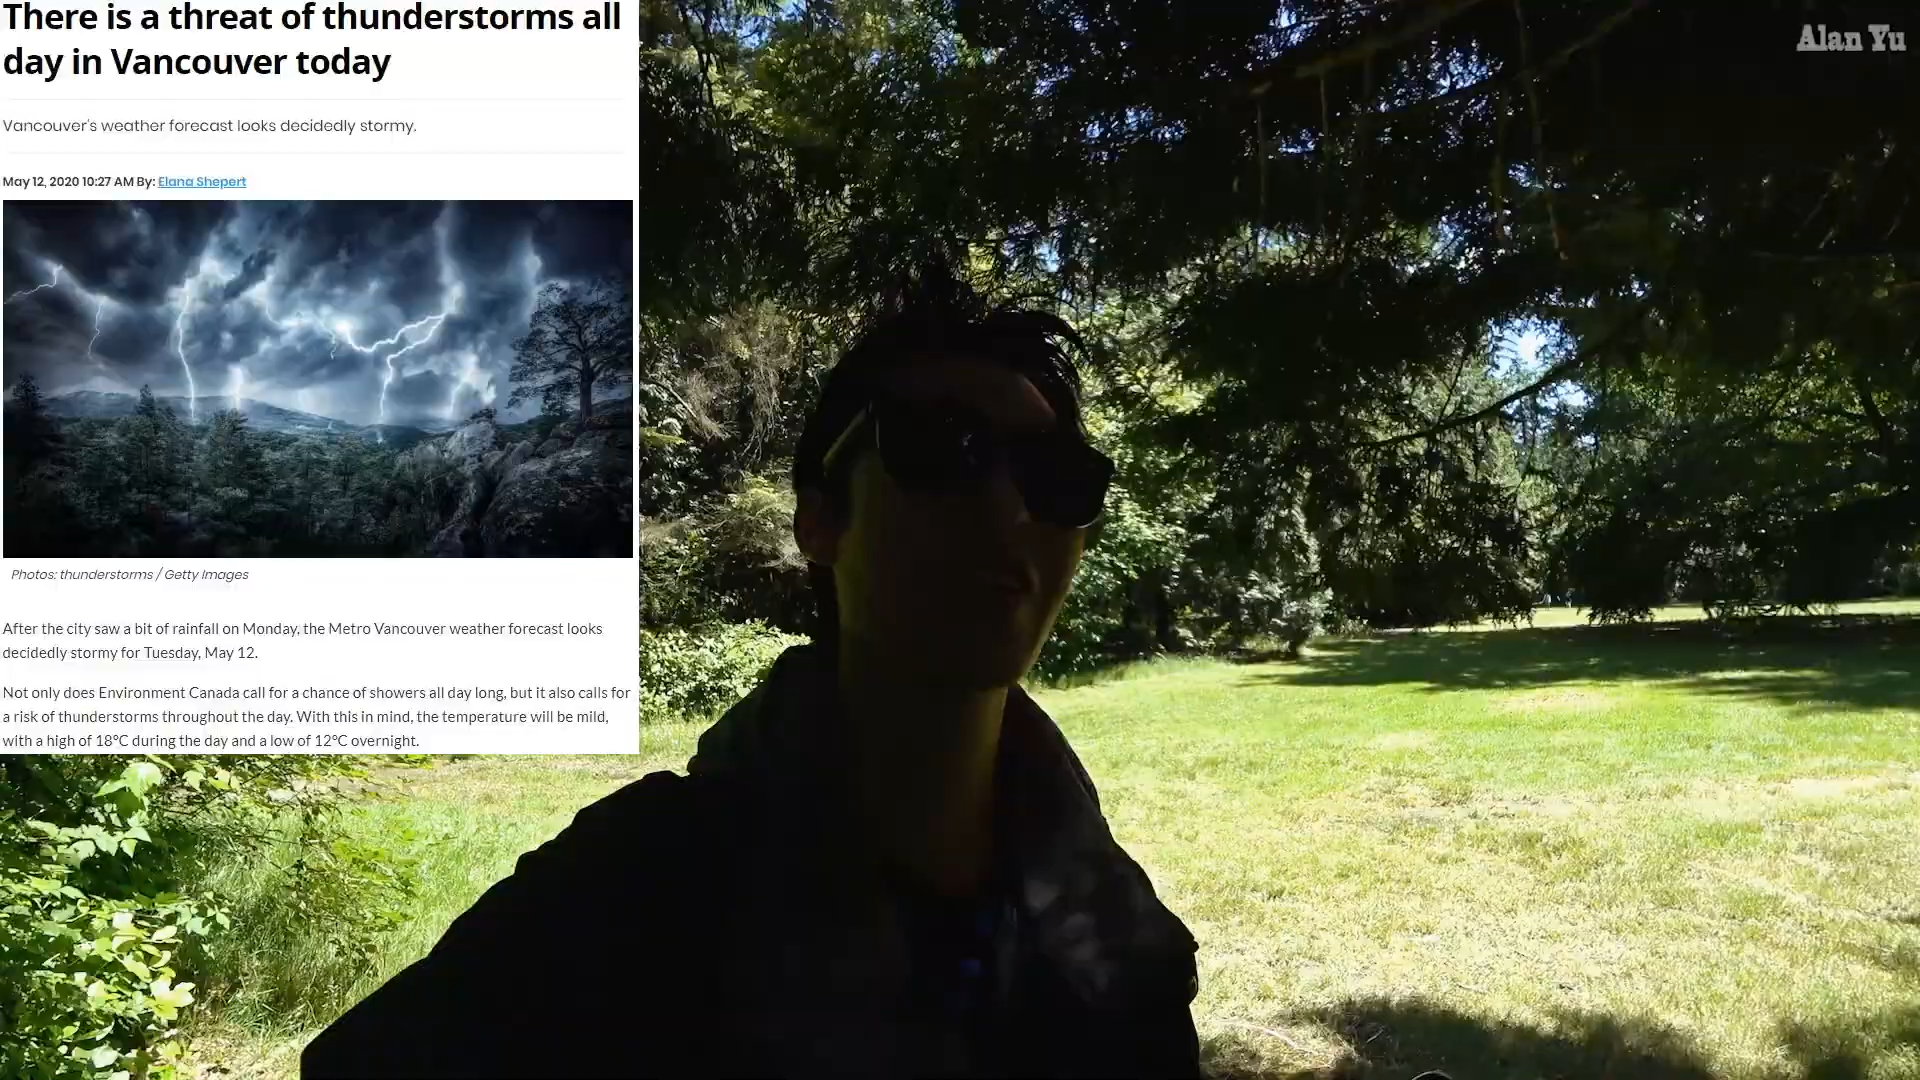 There is a threat of thunderstorms all
day in Vancouver today
Vancouver's weather forecast looks decidedly stormy.
May 12, 2020 10:27 AM By: Elana Shepert
Photos: thunderstorms / Getty Images
After the city saw a bit of rainfall on Monday, the Metro Vancouver weather forecast looks
decidedly stormy for Tuesday, May 12.
Not only does Environment Canada call for a chance of showers all day long, but it also calls for
a risk of thunderstorms throughout the day. With this in mind, the temperature will be mild,
with a high of 18°C during the day and a low of 12°C overnight.
Alan Yu